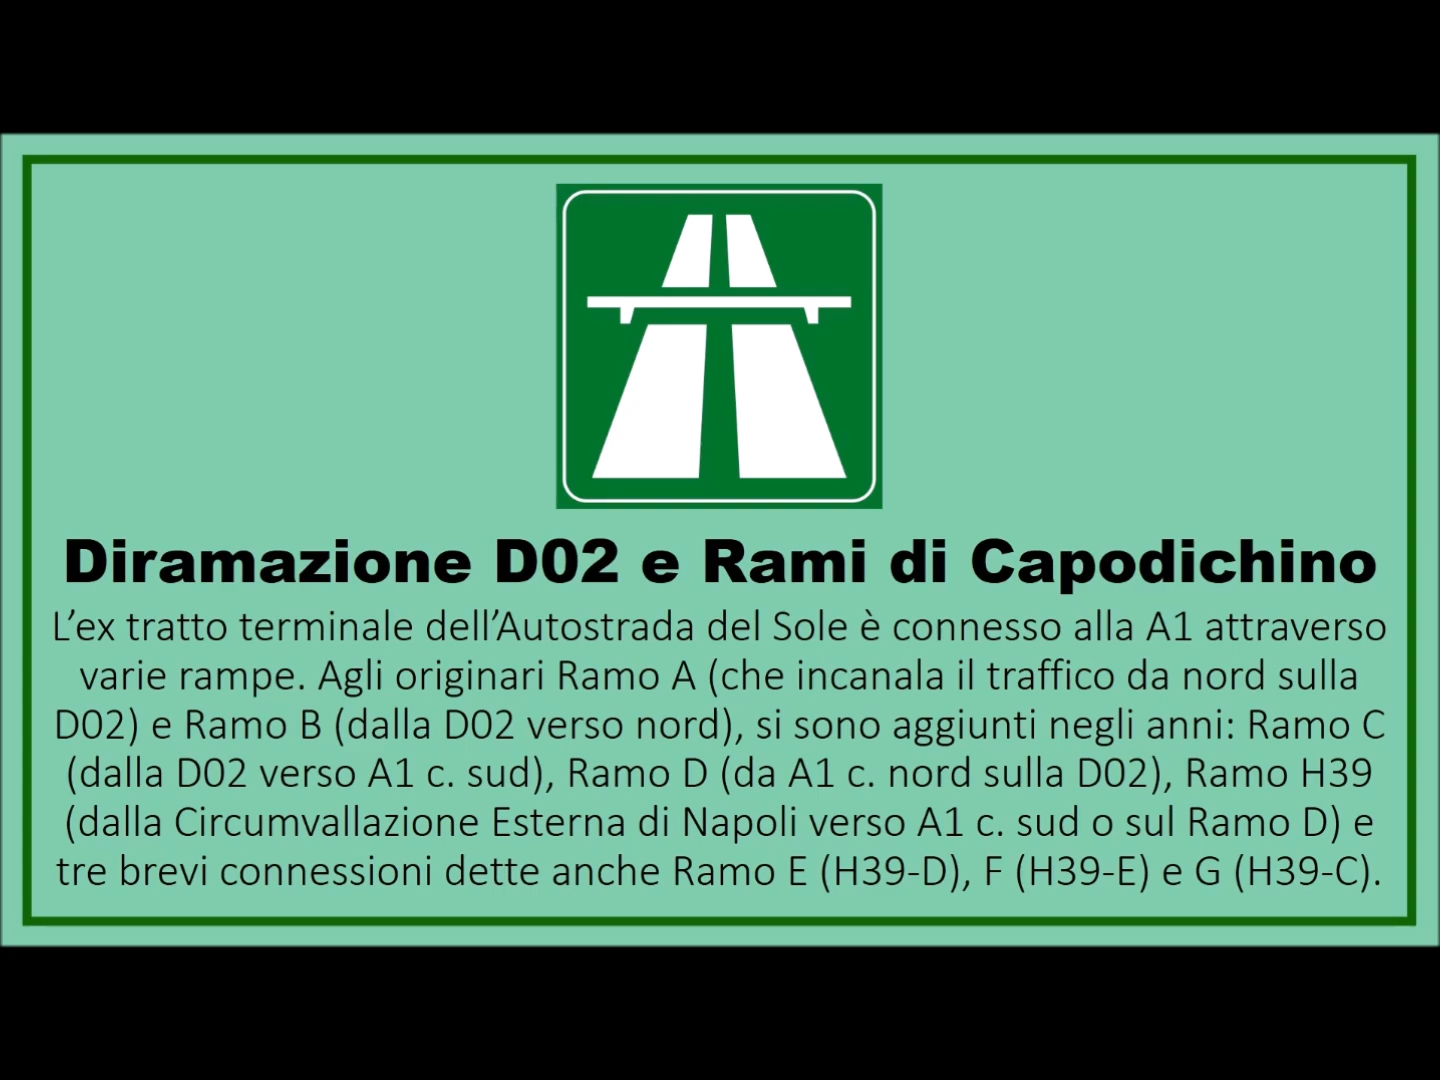 Diramazione D02 e Rami di Capodichino
L’ex tratto terminale dell’Autostrada del Sole è connesso alla A1 attraverso
varie rampe. Agli originari Ramo A (che incanala il traffico da nord sulla
D02) e Ramo B (dalla D02 verso nord), si sono aggiunti negli anni: Ramo C
(dalla D02 verso A1 c. sud), Ramo D (da A1 c. nord sulla D02), Ramo H39
(dalla Circumvallazione Esterna di Napoli verso A1 c. sud o sul Ramo D) e
tre brevi connessioni dette anche Ramo E (H39-D), F (H39-E) e G (H39-C).